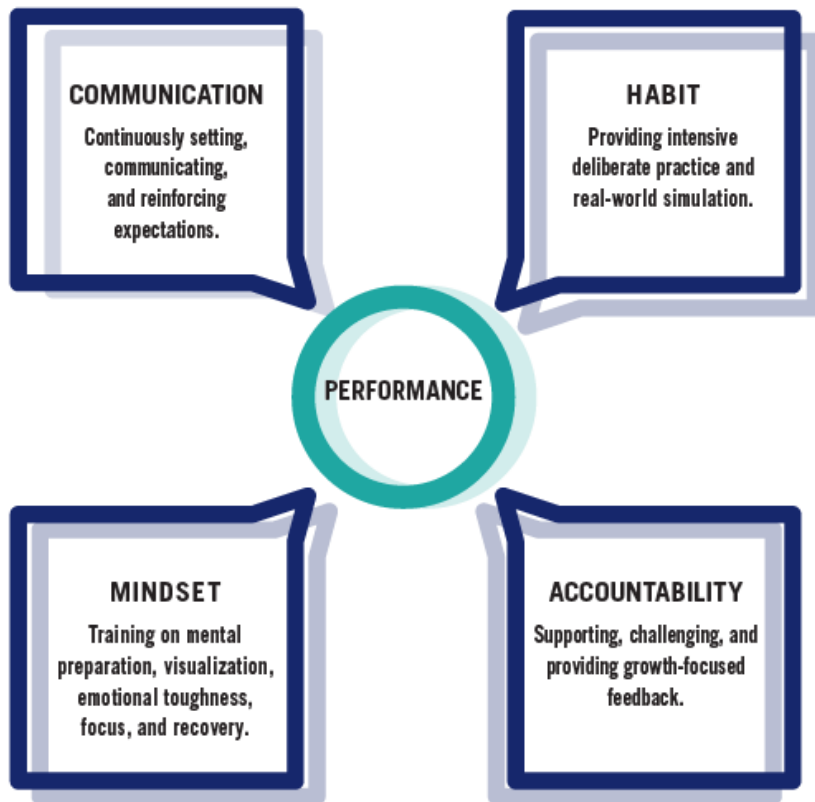 COMMUNICATION
Continuously setting,
communicating,
and reinforcing
expectations.
HABIT
Providing intensive
deliberate practice and
real-world simulation.
PERFORMANCE
MINDSET
Training on mental
preparation, visualization,
emotional toughness,
focus, and recovery.
ACCOUNTABILITY
Supporting, challenging, and
providing growth-focused
feedback.